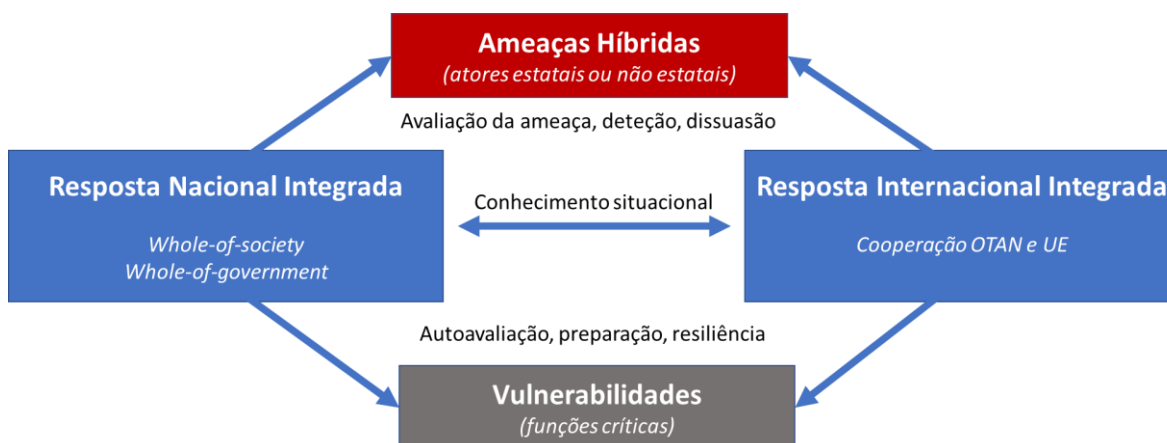 Ameaças Híbridas
(atores estatais ou não estatais)
Avaliação da ameaça, deteção, dissuasão
Resposta Nacional Integrada
Whole-of-society
Whole-of-government
Conhecimento situacional
Resposta Internacional Integrada
Cooperação OTAN e UE
Autoavaliação, preparação, resiliência
Vulnerabilidades
(funções críticas)